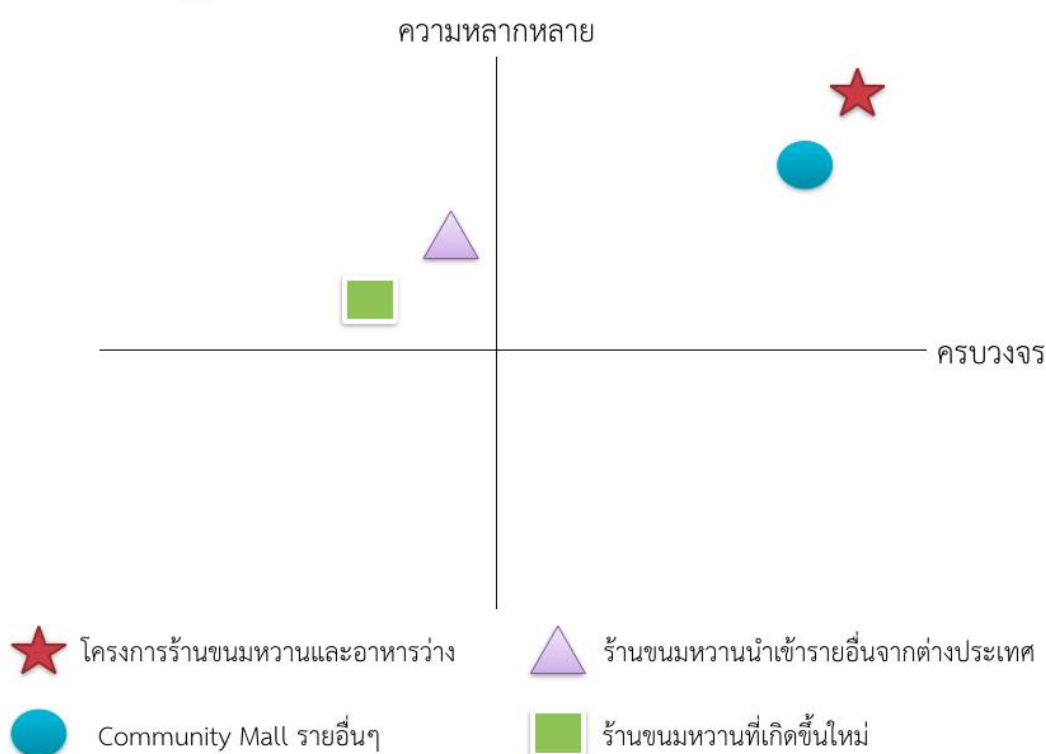 ความหลากหลาย
ครบวงจร
โครงการร้านขนมหวานและอาหารว่าง
ร้านขนมหวานนำเข้ารายอื่นจากต่างประเทศ
Community Mall รายอื่นๆ
ร้านขนมหวานที่เกิดขึ้นใหม่